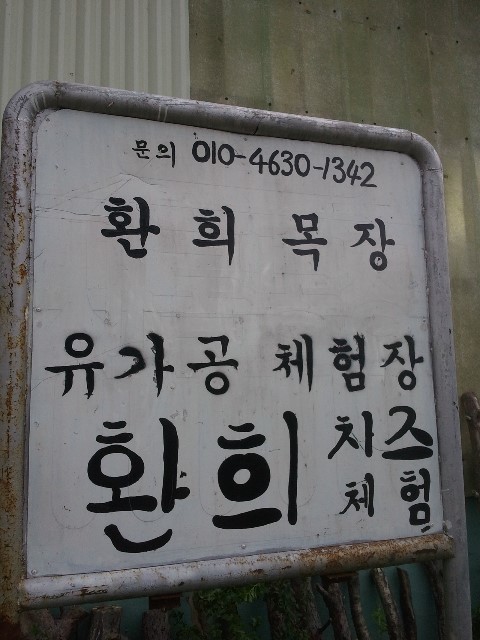 문의 010-4630-1342
환희 목장
유가공 체험장
환희 치즈
체험